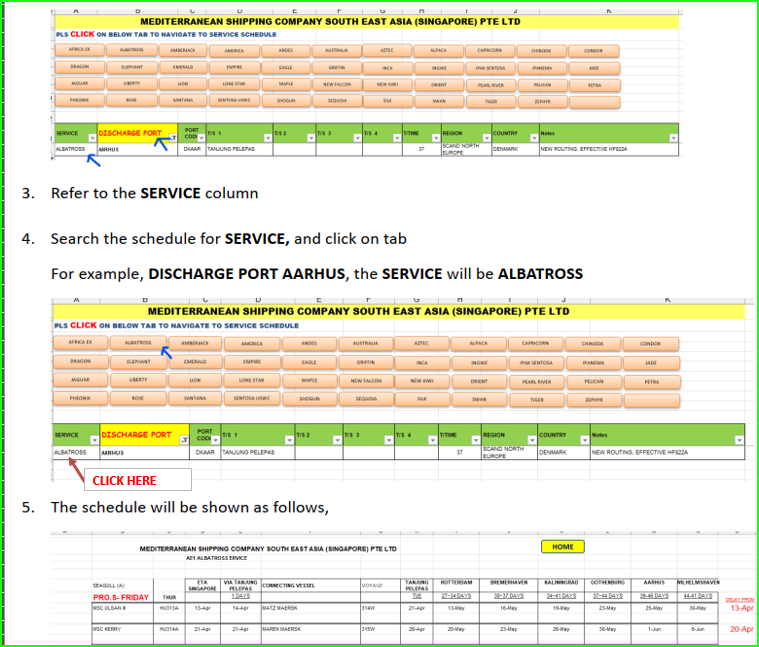 A B C D E F G H I J K
MEDITERRANEAN SHIPPING COMPANY SOUTH EAST ASIA (SINGAPORE) PTE LTD
PLS CLICK ON BELOW TAB TO NAVIGATE TO SERVICE SCHEDULE
AFRICA EX ALBATROSS AMBERJACK AMERICA ANDES AUSTRALIA AZTEC ALPACA CAPRICORN CHINOOK CONDOR
DRAGON ELEPHANT EMERALD EMPIRE EAGLE GRIFFIN INCA INGWE IPAK SENTOSA IPANEMA JADE
JAGUAR LIBERTY LION LONE STAR MAPLE NEW FALCON NEW KIWI ORIENT PEARL RIVER PELICAN PETRA
PHEONIX ROSE SANTANA SENTOSA USWC SHOGUN SEQUOIA SILK SWAN TIGER ZEPHYR
SERVICE DISCHARGE PORT PORT CODE T/S 1 T/S 2 T/S 3 T/S 4 T/TIME REGION COUNTRY Notes
ALBATROSS AARHUS DKAAR TANJUNG PELEPAS 37 SCAND NORTH EUROPE DENMARK NEW ROUTING, EFFECTIVE HF822A
3. Refer to the SERVICE column
4. Search the schedule for SERVICE, and click on tab
For example, DISCHARGE PORT AARHUS, the SERVICE will be ALBATROSS
A B C D E F G H I J K
MEDITERRANEAN SHIPPING COMPANY SOUTH EAST ASIA (SINGAPORE) PTE LTD
PLS CLICK ON BELOW TAB TO NAVIGATE TO SERVICE SCHEDULE
AFRICA EX ALBATROSS AMBERJACK AMERICA ANDES AUSTRALIA AZTEC ALPACA CAPRICORN CHINOOK CONDOR
DRAGON ELEPHANT EMERALD EMPIRE EAGLE GRIFFIN INCA INGWE IPAK SENTOSA IPANEMA JADE
JAGUAR LIBERTY LION LONE STAR MAPLE NEW FALCON NEW KIWI ORIENT PEARL RIVER PELICAN PETRA
PHEONIX ROSE SANTANA SENTOSA USWC SHOGUN SEQUOIA SILK SWAN TIGER ZEPHYR
SERVICE DISCHARGE PORT PORT CODE T/S 1 T/S 2 T/S 3 T/S 4 T/TIME REGION COUNTRY Notes
ALBATROSS AARHUS DKAAR TANJUNG PELEPAS 37 SCAND NORTH EUROPE DENMARK NEW ROUTING, EFFECTIVE HF822A
CLICK HERE
5. The schedule will be shown as follows,
MEDITERRANEAN SHIPPING COMPANY SOUTH EAST ASIA (SINGAPORE) PTE LTD HOME
AE1 ALBATROSS ERVICE
SEAGULL (A) ETA SINGAPORE VIA TANJUNG PELEPAS CONNECTING VESSEL VOYAGE TANJUNG PELEPAS ROTTERDAM BREMERHAVEN KALININGRAD GOTHENBURG AARHUS WILHELMSHAVEN
PRO.S- FRIDAY THUR 1 DAYS TUE 27-34 DAYS 30-37 DAYS 34-41 DAYS 37-44 DAYS 39-46 DAYS 44-41 DAYS DELAY FROM
MSC ULSAN III HU313A 13-Apr 14-Apr MATZ MAERSK 314W 21-Apr 13-May 16-May 19-May 23-May 25-May 30-May 13-Apr
MSC KERRY HU314A 21-Apr 21-Apr MAREN MAERSK 315W 28-Apr 20-May 23-May 26-May 30-May 1-Jun 6-Jun 20-Apr